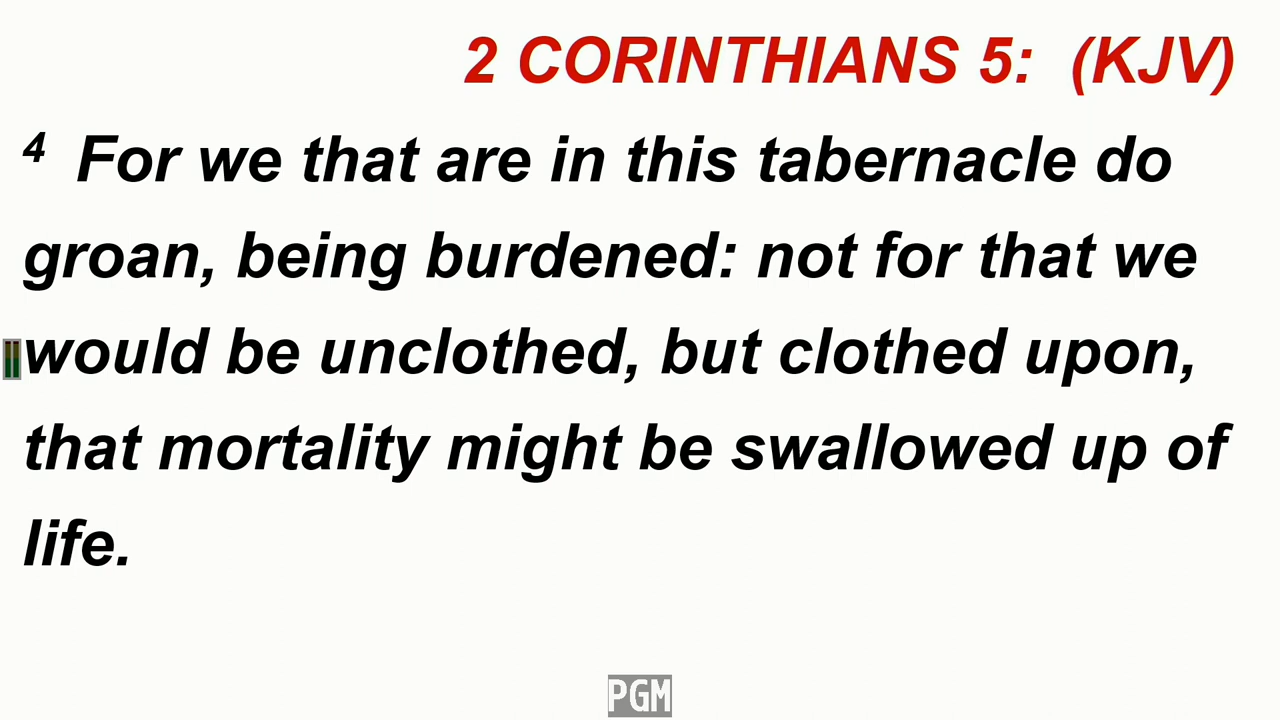 2 CORINTHIANS 5: (KJV)
4 For we that are in this tabernacle do
groan, being burdened: not for that we
would be unclothed, but clothed upon,
that mortality might be swallowed up of
life.
PGM